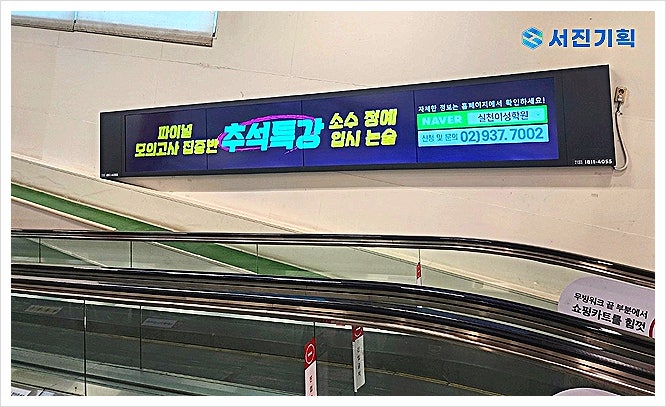 서진기획
파이널
모의고사 집중반
추석특강
소수 정예
입시 논술
자세한 정보는 홈페이지에서 확인하세요!
NAVER 실천이성학원
신청 및 문의 02)937.7002
1811-4055
무빙워크 끝 부분에서
쇼핑카트를 힘껏